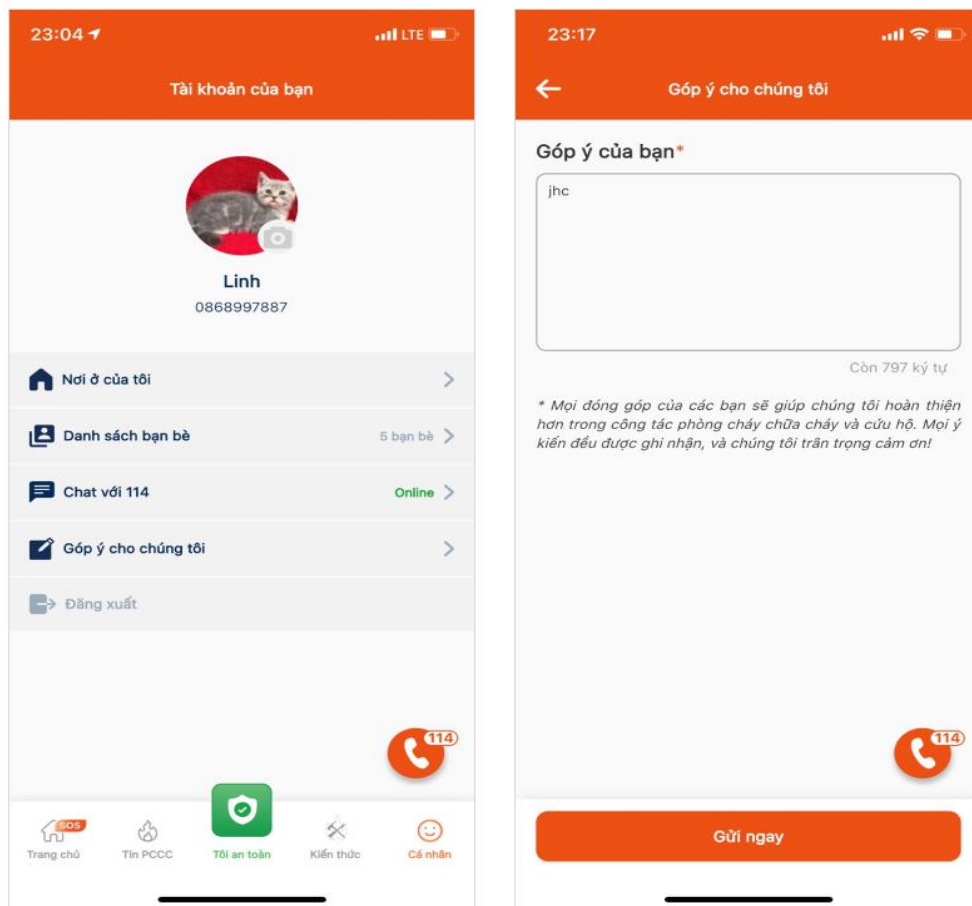 23:04
LTE
Tài khoản của bạn
Linh
0868997887
Nơi ở của tôi
Danh sách bạn bè
5 bạn bè
Chat với 114
Online
Góp ý cho chúng tôi
Đăng xuất
114
SOS
Trang chủ
Tin PCCC
Tôi an toàn
Kiến thức
Cá nhân
23:17
Góp ý cho chúng tôi
Góp ý của bạn*
jhc
Còn 797 ký tự
* Mọi đóng góp của các bạn sẽ giúp chúng tôi hoàn thiện
hơn trong công tác phòng cháy chữa cháy và cứu hộ. Mọi ý
kiến đều được ghi nhận, và chúng tôi trân trọng cảm ơn!
114
Gửi ngay